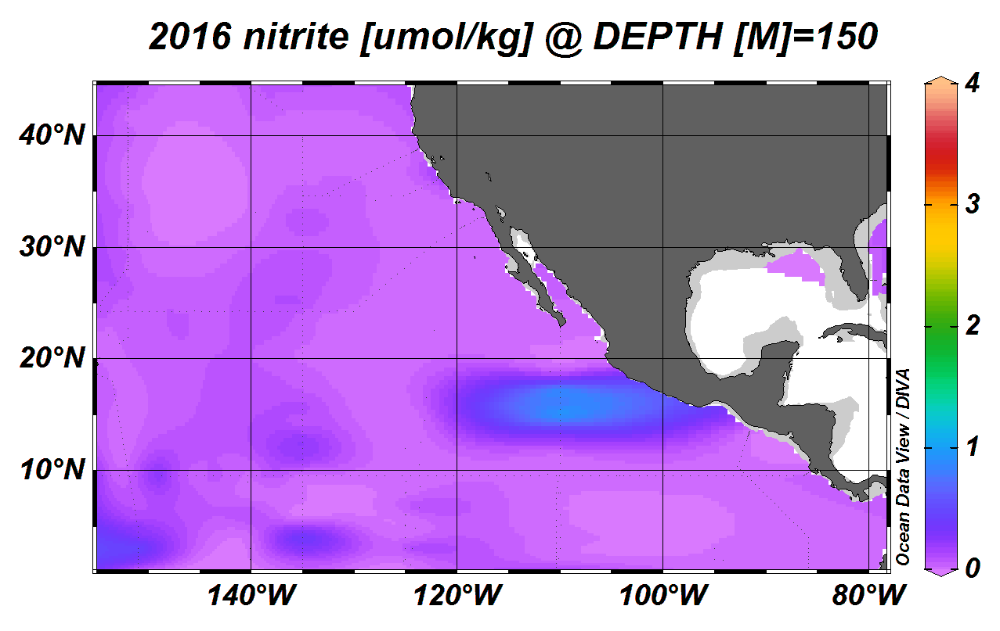 2016 nitrite [umol/kg] @ DEPTH [M]=150
40°N
30°N
20°N
10°N
140°W
120°W
100°W
80°W
Ocean Data View / DIVA
4
3
2
1
0